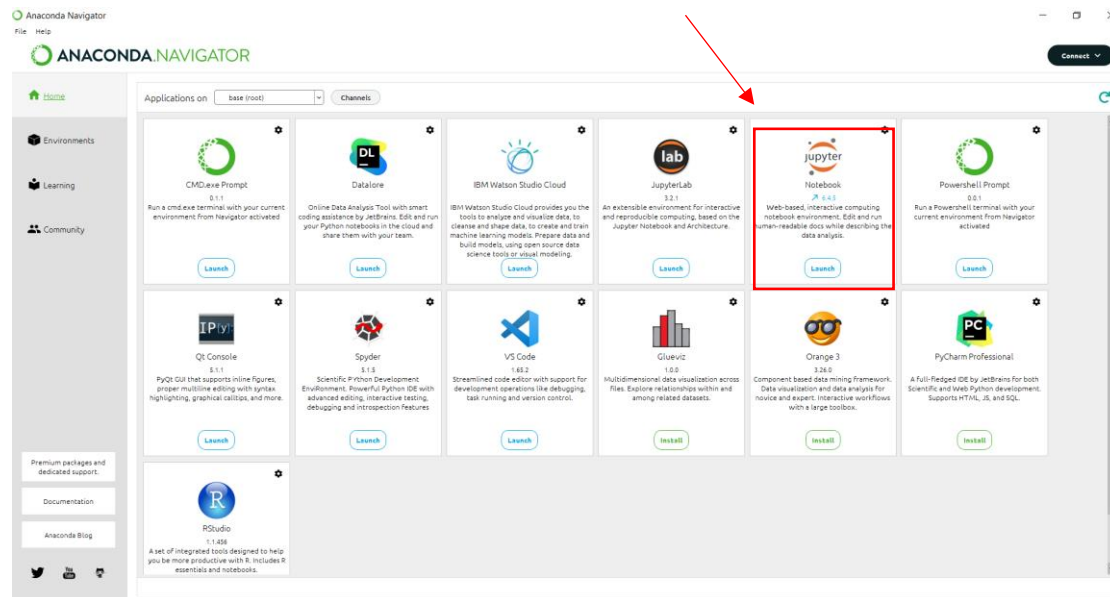 Anaconda Navigator
File Help
ANACONDA.NAVIGATOR
Connect
Home
Environments
Learning
Community
Premium packages and
dedicated support.
Documentation
Anaconda Blog
You
Tube
Applications on base (root) Channels
CMD.exe Prompt
0.1.1
Run a cmd.exe terminal with your current
environment from Navigator activated
Launch
DL
Datalore
Online Data Analysis Tool with smart
coding assistance by JetBrains. Edit and run
your Python notebooks in the cloud and
share them with your team.
Launch
IBM Watson Studio Cloud
IBM Watson Studio Cloud provides you the
tools to analyze and visualize data, to
cleanse and shape data, to create and train
machine learning models. Prepare data and
build models, using open source data
science tools or visual modeling.
Launch
lab
JupyterLab
3.2.1
An extensible environment for interactive
and reproducible computing, based on the
Jupyter Notebook and Architecture.
Launch
jupyter
Notebook
6.4.5
Web-based, interactive computing
notebook environment. Edit and run
human-readable docs while describing the
data analysis.
Launch
Powershell Prompt
0.0.1
Run a Powershell terminal with your
current environment from Navigator
activated
Launch
IP[y]:
Qt Console
5.1.1
PyQt GUI that supports inline figures,
proper multiline editing with syntax
highlighting, graphical calltips, and more.
Launch
Spyder
5.1.5
Scientific PYthon Development
EnviRonment. Powerful Python IDE with
advanced editing, interactive testing,
debugging and introspection features
Launch
VS Code
1.65.2
Streamlined code editor with support for
development operations like debugging,
task running and version control.
Launch
Glueviz
1.0.0
Multidimensional data visualization across
files. Explore relationships within and
among related datasets.
Install
Orange 3
3.26.0
Component based data mining framework.
Data visualization and data analysis for
novice and expert. Interactive workflows
with a large toolbox.
Install
PC
PyCharm Professional
A full-fledged IDE by JetBrains for both
Scientific and Web Python development.
Supports HTML, JS, and SQL.
Install
R
RStudio
1.1.456
A set of integrated tools designed to help
you be more productive with R. Includes R
essentials and notebooks.